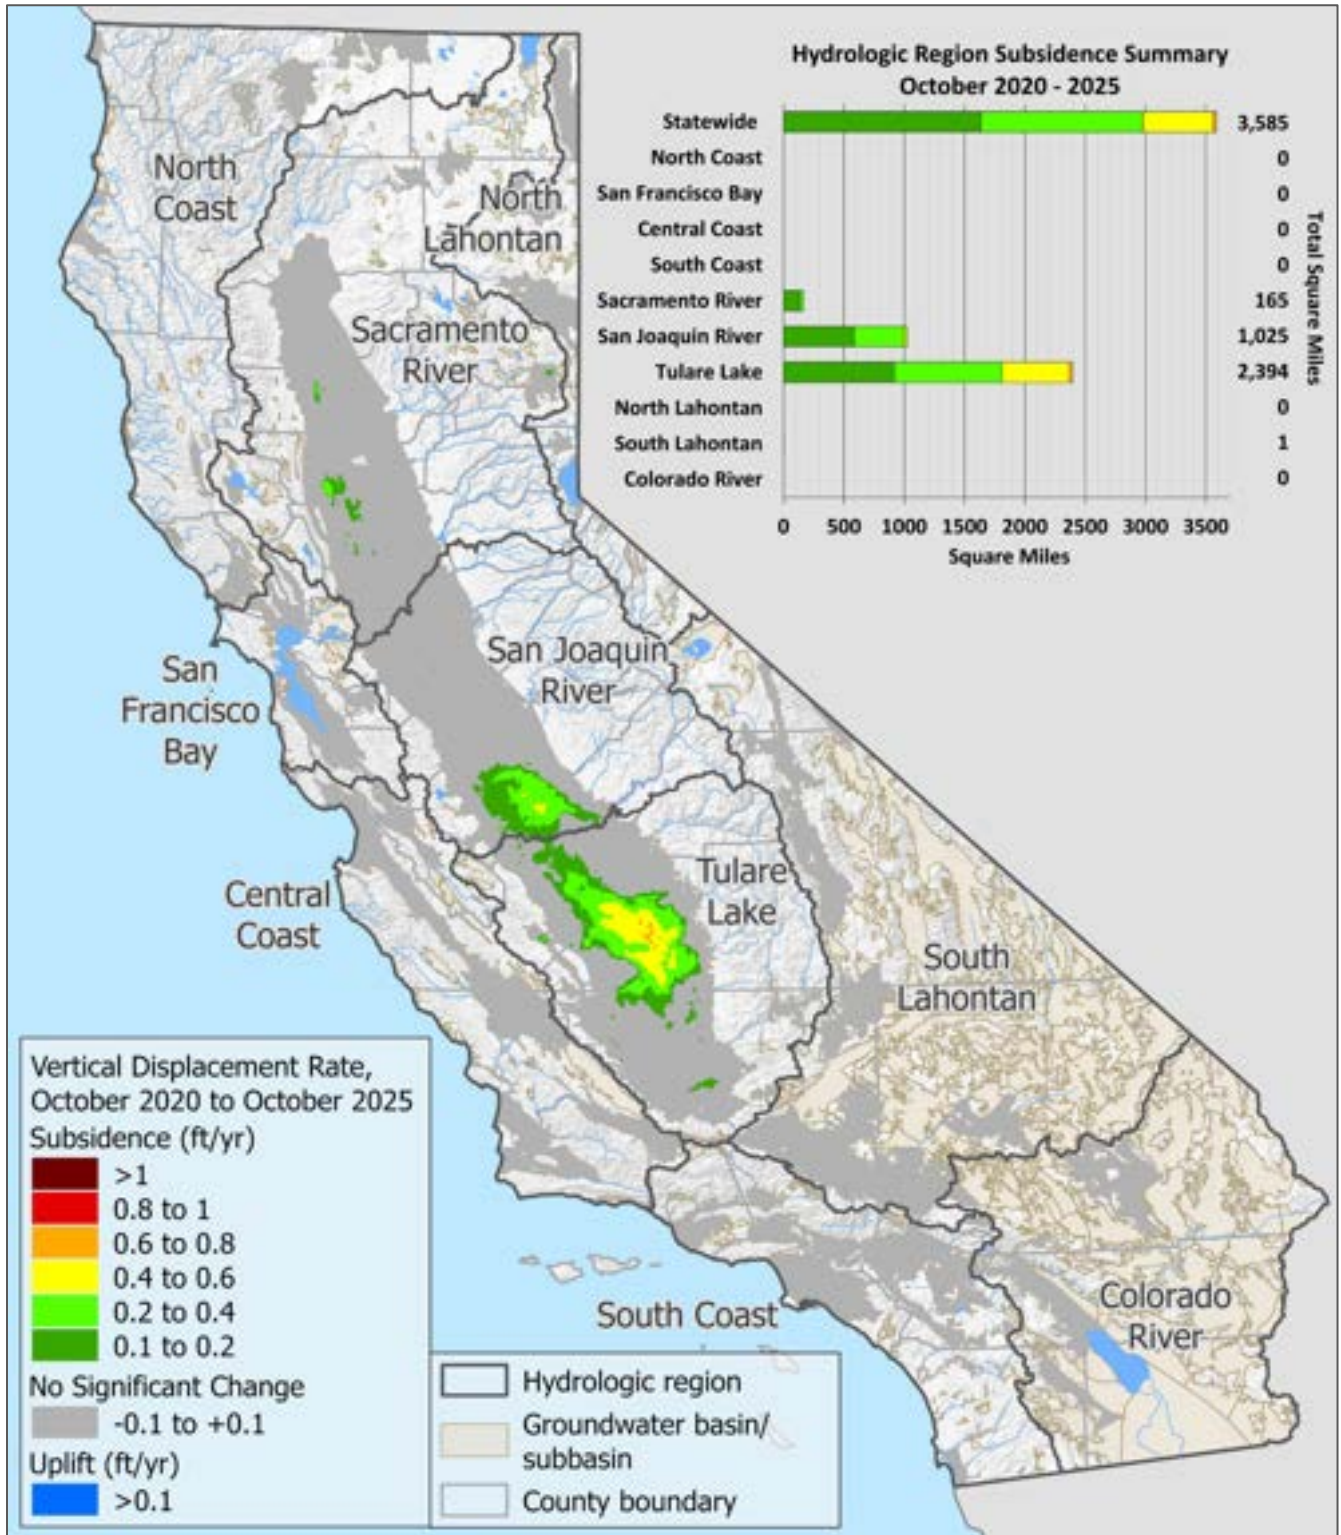 Hydrologic Region Subsidence Summary
October 2020 - 2025
Statewide 3,585
North Coast 0
San Francisco Bay 0
Central Coast 0
South Coast 0
Sacramento River 165
San Joaquin River 1,025
Tulare Lake 2,394
North Lahontan 0
South Lahontan 1
Colorado River 0
Total Square Miles
0 500 1000 1500 2000 2500 3000 3500
Square Miles
North
Coast
North
Lahontan
Sacramento
River
San Joaquin
River
San
Francisco
Bay
Central
Coast
Tulare
Lake
South
Lahontan
South Coast
Colorado
River
Vertical Displacement Rate,
October 2020 to October 2025
Subsidence (ft/yr)
>1
0.8 to 1
0.6 to 0.8
0.4 to 0.6
0.2 to 0.4
0.1 to 0.2
No Significant Change
-0.1 to +0.1
Uplift (ft/yr)
>0.1
Hydrologic region
Groundwater basin/
subbasin
County boundary